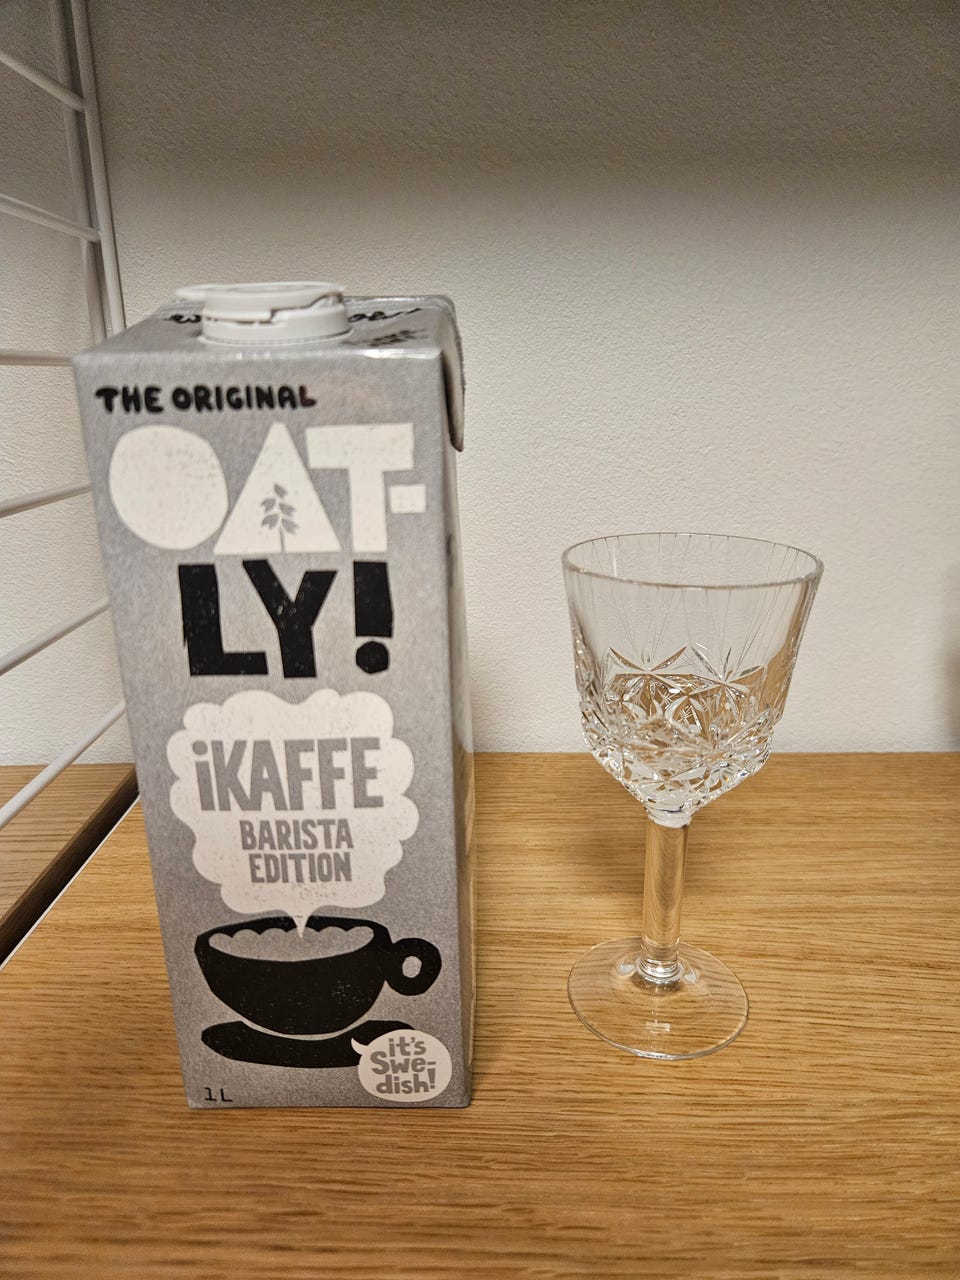 THE ORIGINAL
OAT-
LY!
iKAFFE
BARISTA
EDITION
it's
Swe-
dish!
1L